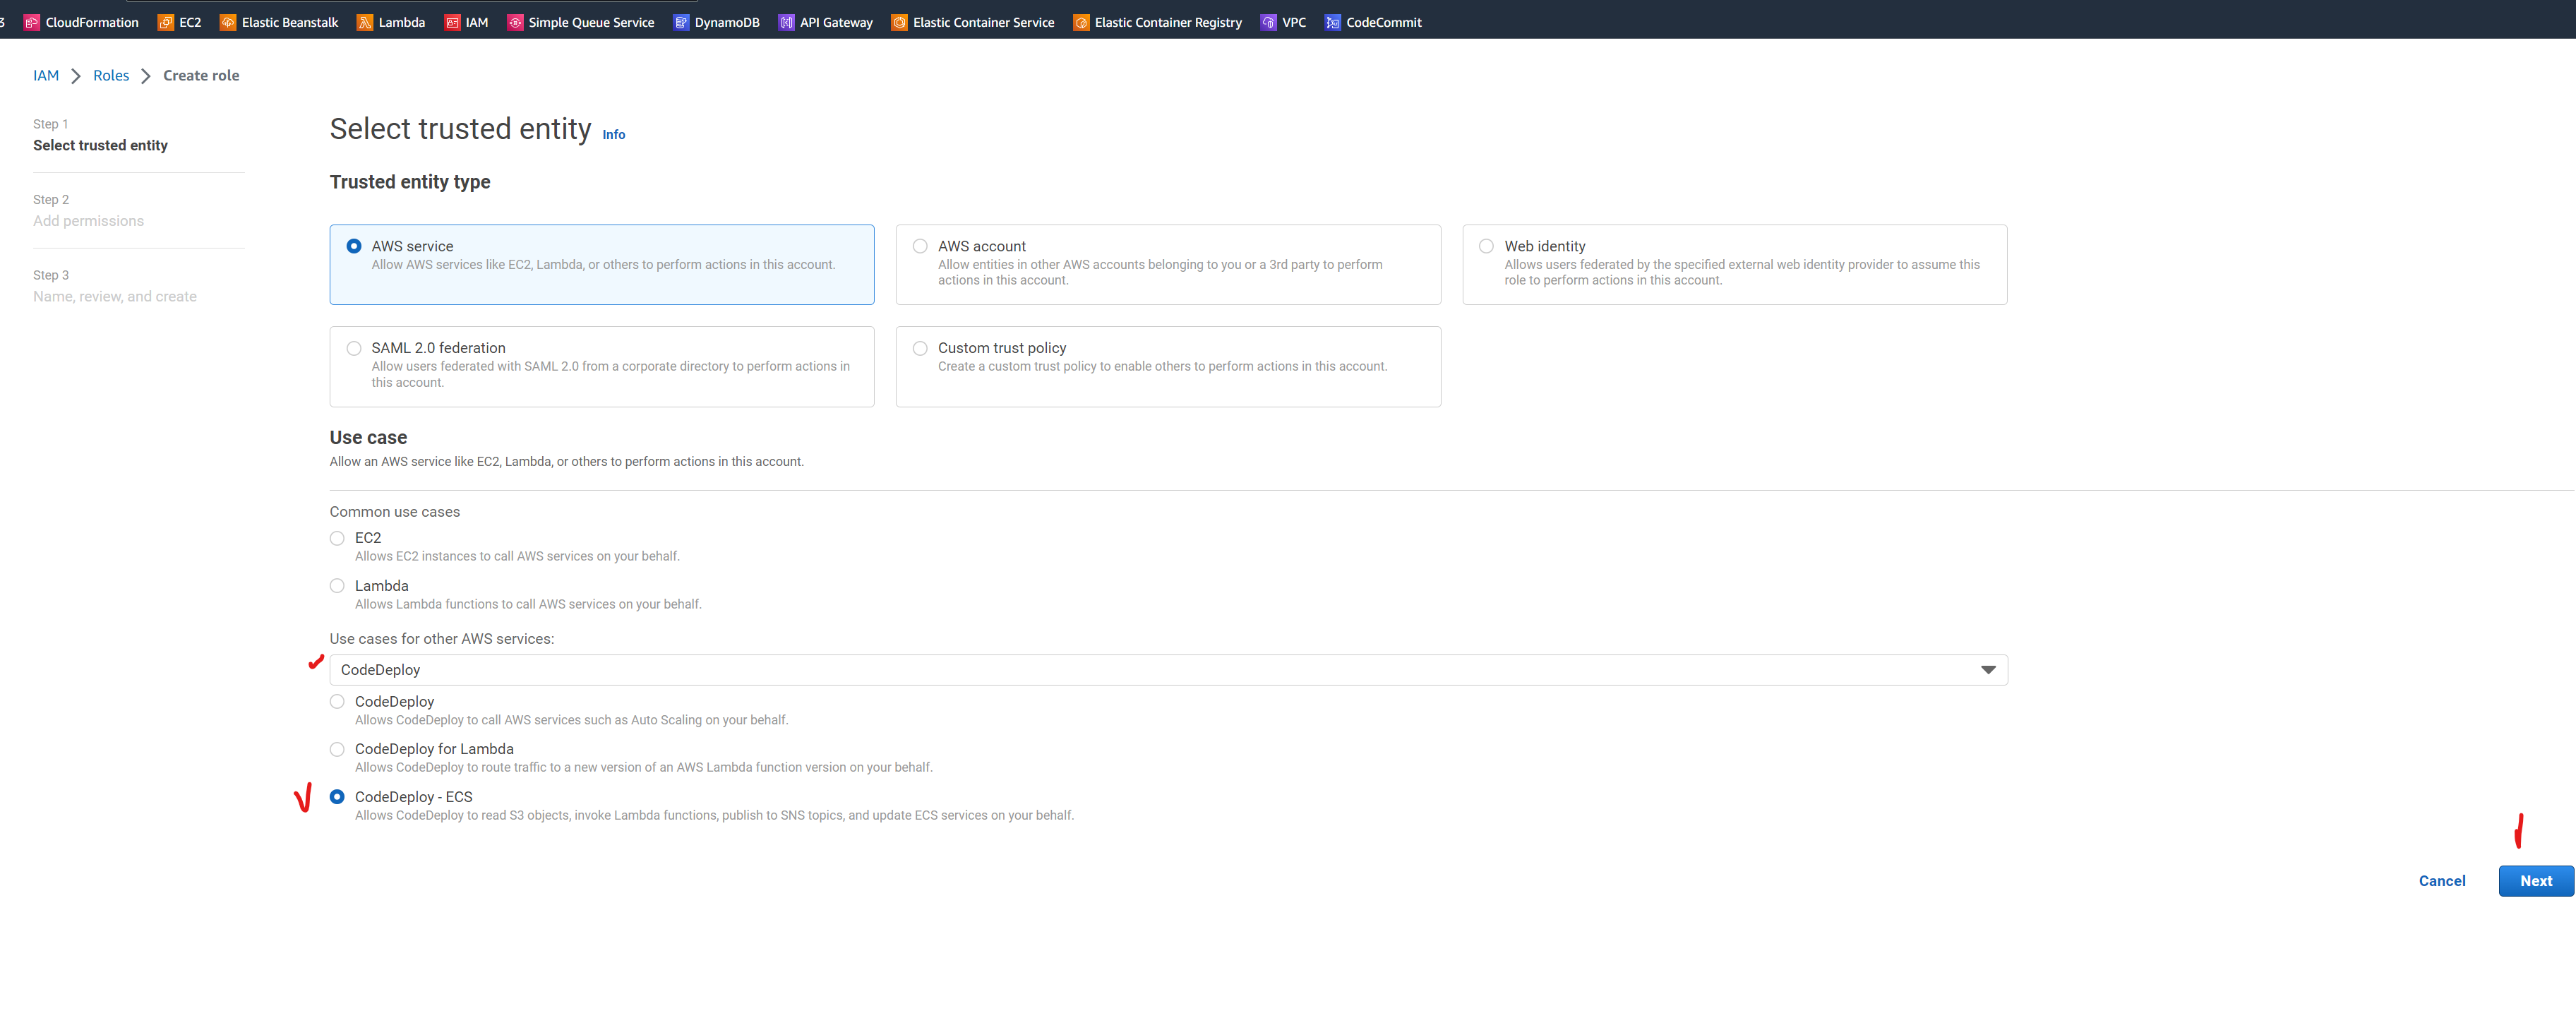 3 CloudFormation EC2 Elastic Beanstalk Lambda IAM Simple Queue Service DynamoDB API Gateway Elastic Container Service Elastic Container Registry VPC CodeCommit
IAM Roles Create role
Step 1
Select trusted entity
Step 2
Add permissions
Step 3
Name, review, and create
Select trusted entity Info
Trusted entity type
AWS service
Allow AWS services like EC2, Lambda, or others to perform actions in this account.
AWS account
Allow entities in other AWS accounts belonging to you or a 3rd party to perform
actions in this account.
Web identity
Allows users federated by the specified external web identity provider to assume this
role to perform actions in this account.
SAML 2.0 federation
Allow users federated with SAML 2.0 from a corporate directory to perform actions in
this account.
Custom trust policy
Create a custom trust policy to enable others to perform actions in this account.
Use case
Allow an AWS service like EC2, Lambda, or others to perform actions in this account.
Common use cases
EC2
Allows EC2 instances to call AWS services on your behalf.
Lambda
Allows Lambda functions to call AWS services on your behalf.
Use cases for other AWS services:
CodeDeploy
CodeDeploy
Allows CodeDeploy to call AWS services such as Auto Scaling on your behalf.
CodeDeploy for Lambda
Allows CodeDeploy to route traffic to a new version of an AWS Lambda function version on your behalf.
CodeDeploy - ECS
Allows CodeDeploy to read S3 objects, invoke Lambda functions, publish to SNS topics, and update ECS services on your behalf.
Cancel Next